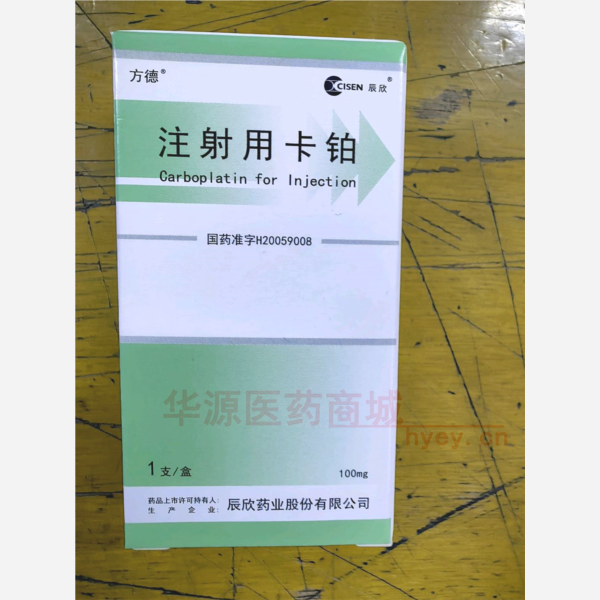 方德®
CISEN 辰欣®
注射用卡铂
Carboplatin for Injection
国药准字H20059008
华源医药商城
hyey.cn
1支/盒
100mg
药品上市许可持有人:
生产企业:
辰欣药业股份有限公司